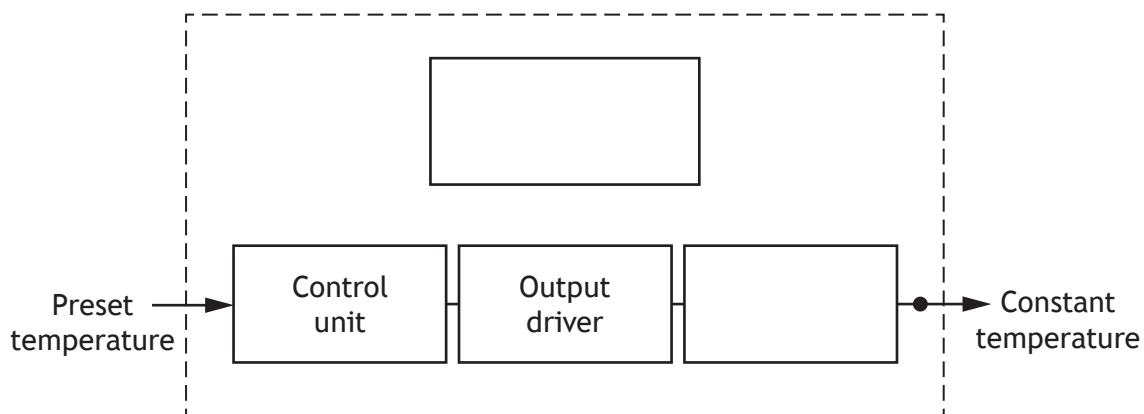 Preset
temperature
Control
unit
Output
driver
Constant
temperature